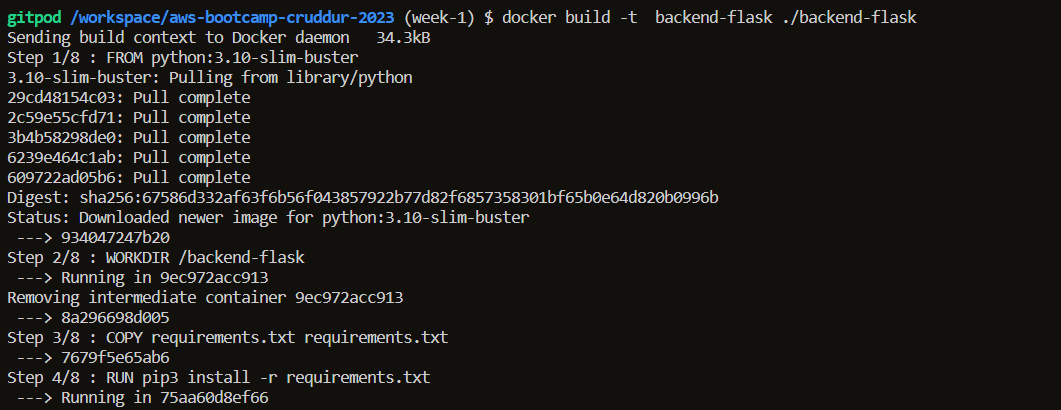 gitpod /workspace/aws-bootcamp-cruddur-2023 (week-1) $ docker build -t  backend-flask ./backend-flask
Sending build context to Docker daemon   34.3kB
Step 1/8 : FROM python:3.10-slim-buster
3.10-slim-buster: Pulling from library/python
29cd48154c03: Pull complete
2c59e55cfd71: Pull complete
3b4b58298de0: Pull complete
6239e464c1ab: Pull complete
609722ad05b6: Pull complete
Digest: sha256:67586d332af63f6b56f043857922b77d82f6857358301bf65b0e64d820b0996b
Status: Downloaded newer image for python:3.10-slim-buster
 ---> 934047247b20
Step 2/8 : WORKDIR /backend-flask
 ---> Running in 9ec972acc913
Removing intermediate container 9ec972acc913
 ---> 8a296698d005
Step 3/8 : COPY requirements.txt requirements.txt
 ---> 7679f5e65ab6
Step 4/8 : RUN pip3 install -r requirements.txt
 ---> Running in 75aa60d8ef66